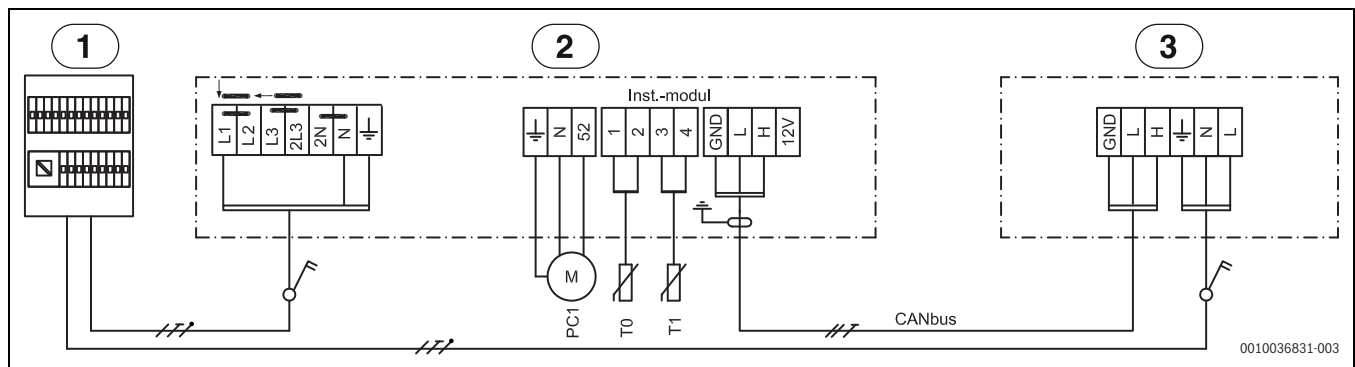 1
2
3
Inst.-modul
L1 L2 L3 2L3 2N N
N 52
1 2 3 4
GND L H 12V
GND L H N L
M
PC1
T0
T1
CANbus
0010036831-003